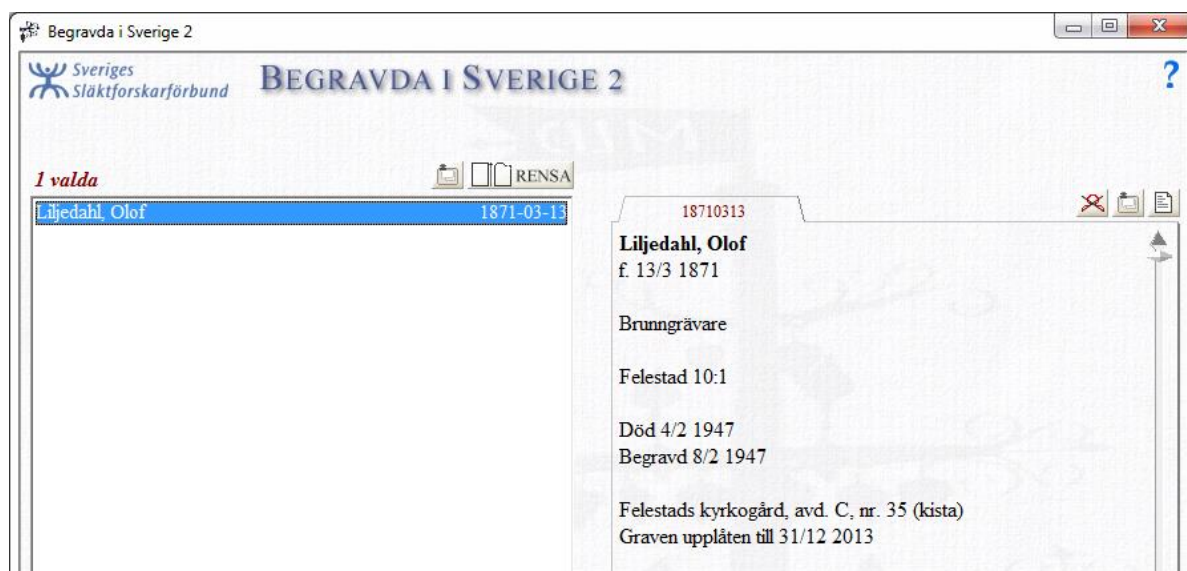 Begravda i Sverige 2
Sveriges
Släktforskarförbund
BEGRAVDA I SVERIGE 2
?
1 valda
RENSA
Liljedahl, Olof 1871-03-13
18710313
Liljedahl, Olof
f. 13/3 1871
Brunngrävare
Felestad 10:1
Död 4/2 1947
Begravd 8/2 1947
Felestads kyrkogård, avd. C, nr. 35 (kista)
Graven upplåten till 31/12 2013